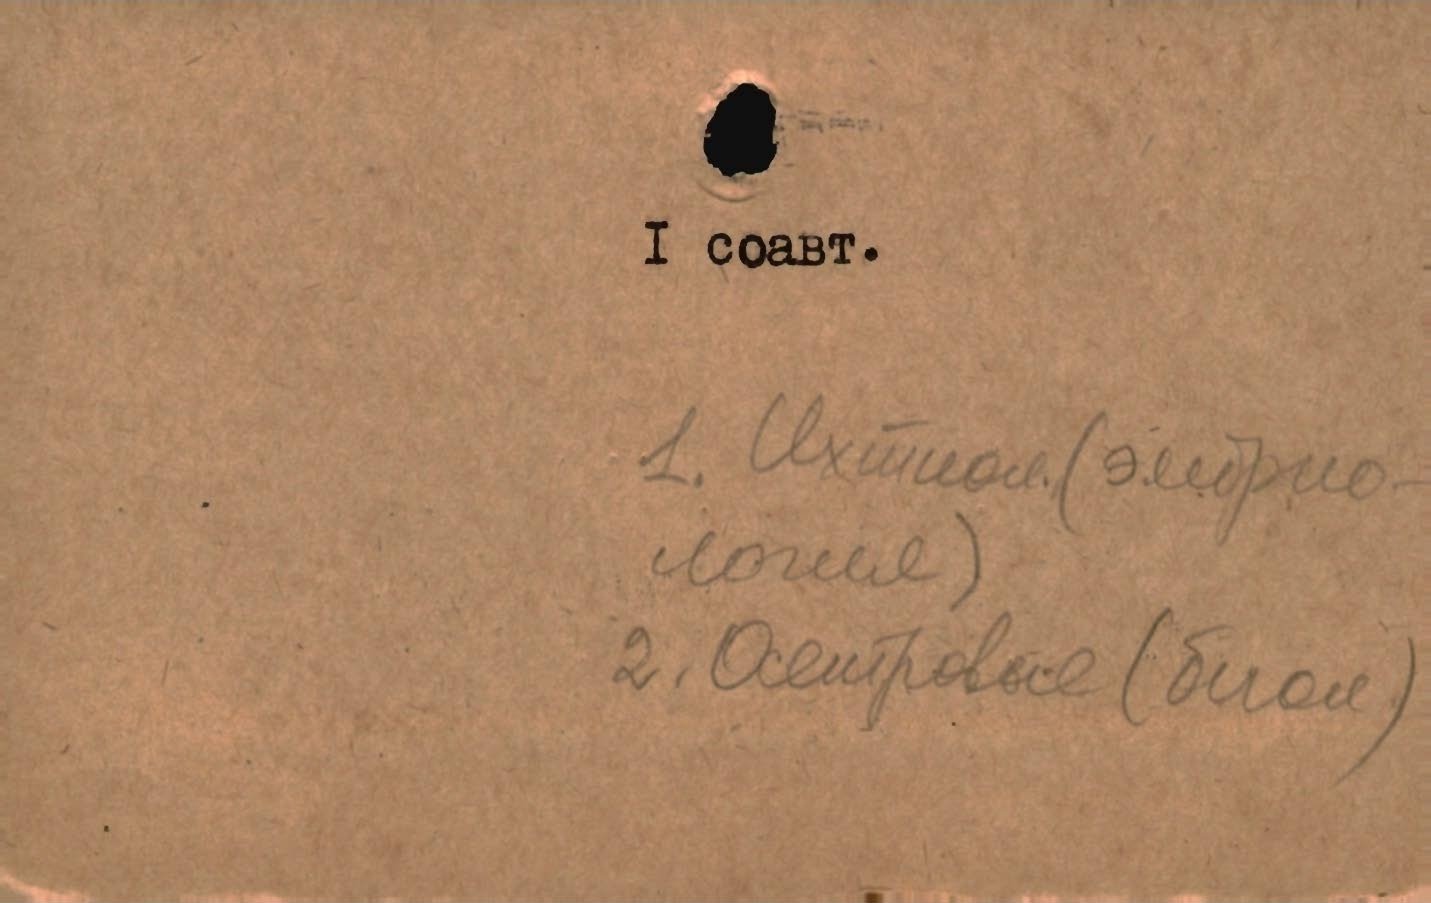 I соавт.
1. Ихтиол. (эмбрио-
логия)
2. Осетровые (биол)